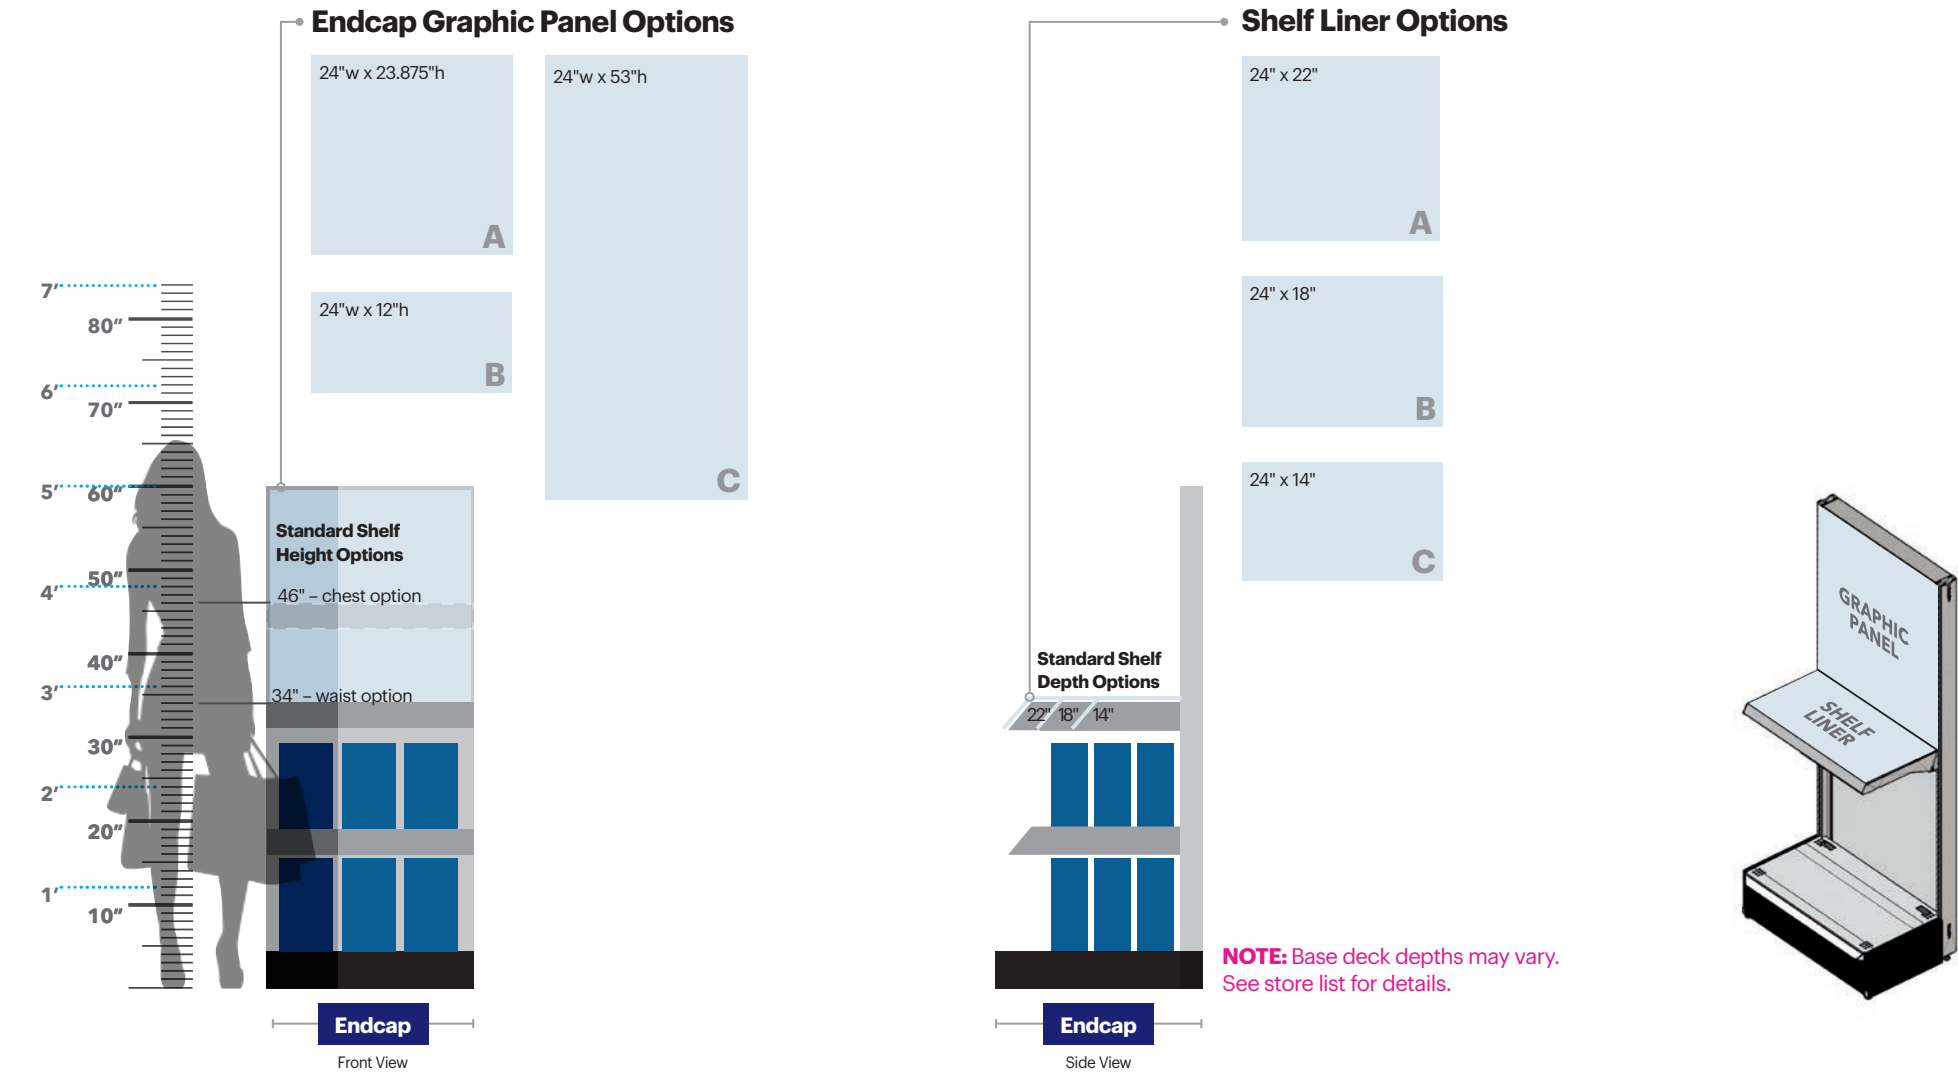 Endcap Graphic Panel Options
24"w x 23.875"h
A
24"w x 53"h
C
24"w x 12"h
B
7′
80″
6′
70″
5′
60″
50″
4′
40″
3′
30″
2′
20″
1′
10″
Standard Shelf
Height Options
46" – chest option
34" – waist option
Endcap
Front View
Shelf Liner Options
24" x 22"
A
24" x 18"
B
24" x 14"
C
Standard Shelf
Depth Options
22" 18" 14"
NOTE: Base deck depths may vary.
See store list for details.
Endcap
Side View
GRAPHIC
PANEL
SHELF
LINER